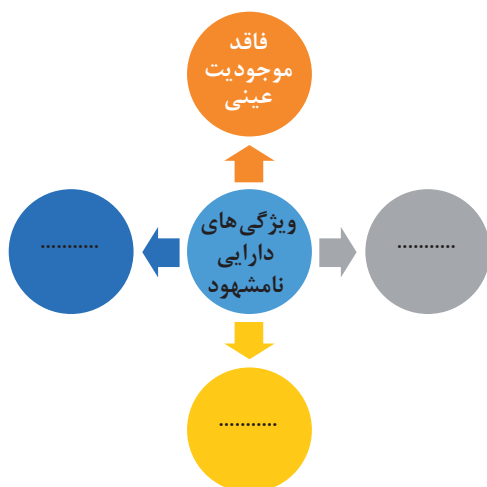 فاقد
موجودیت
عینی
ویژگی‌های
دارایی
نامشهود
...........
...........
...........